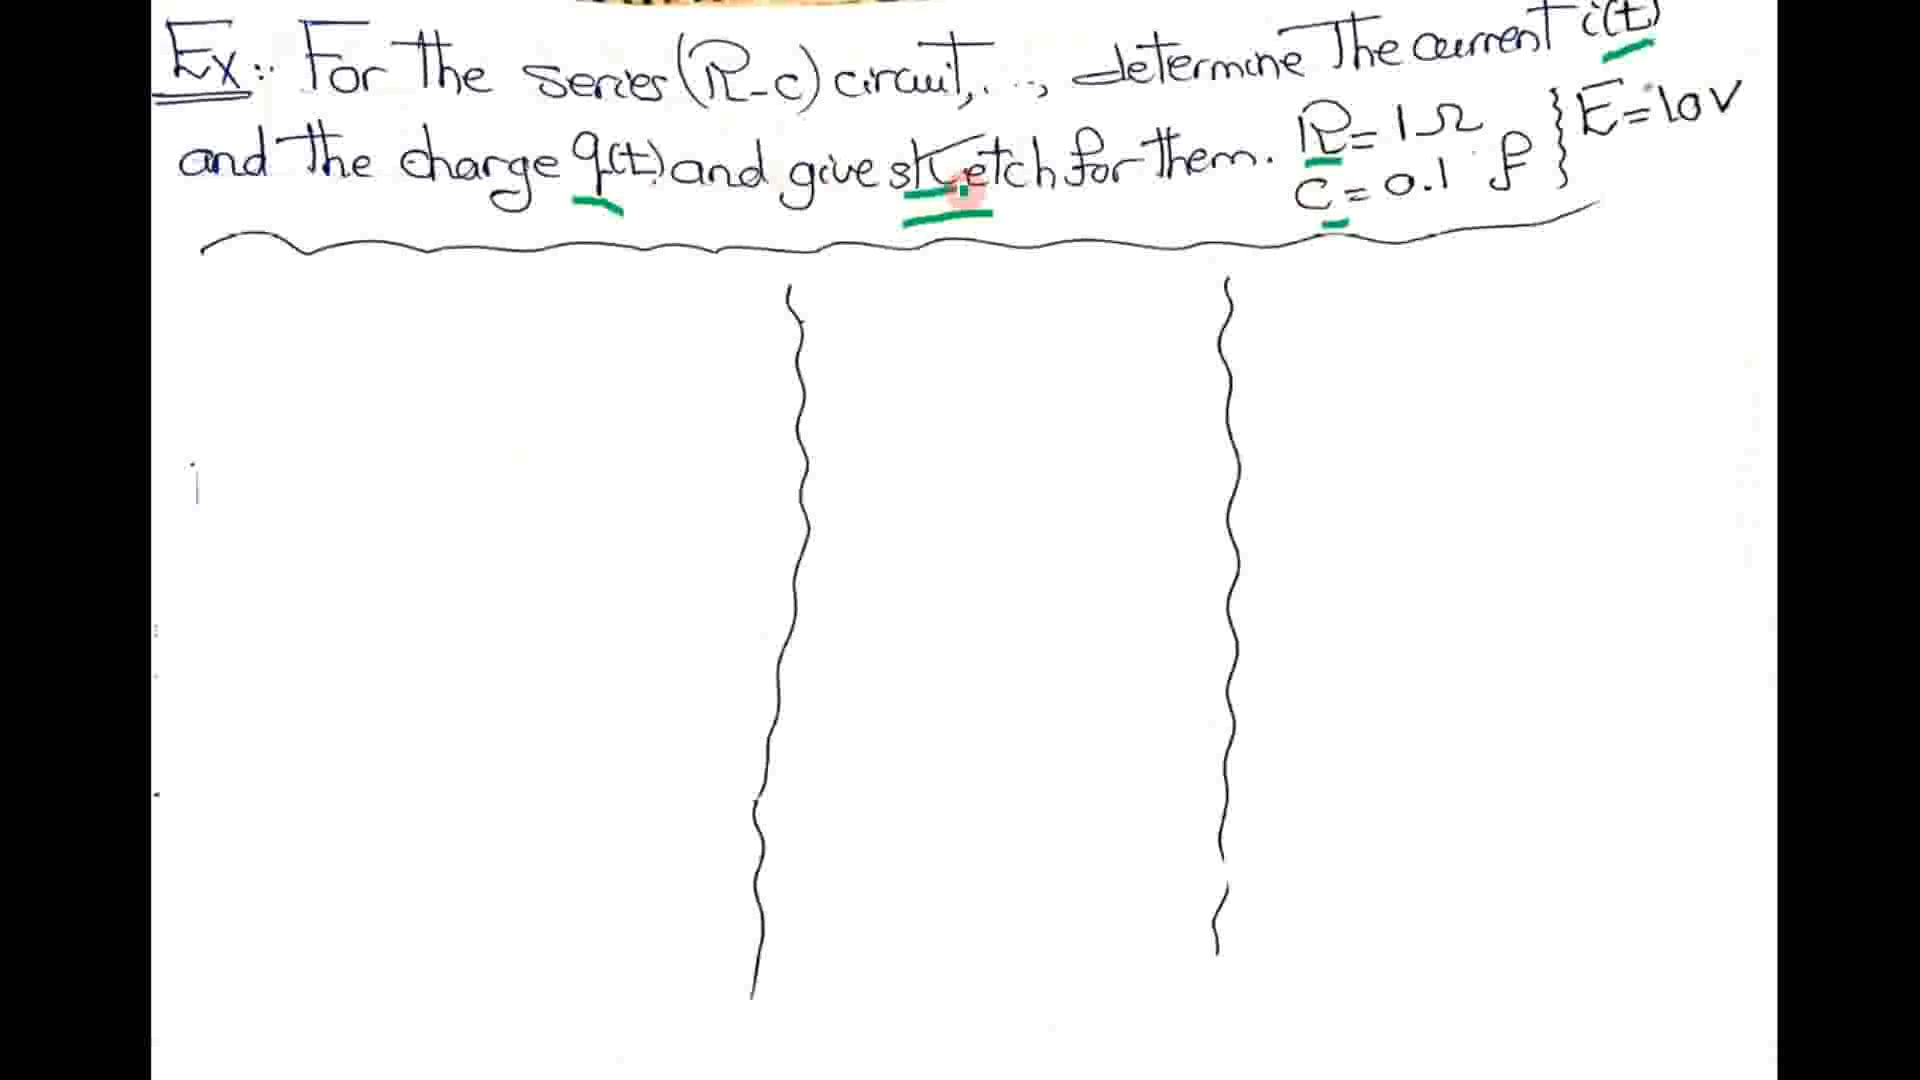 Ex:. For the series (R-C) circuit, ..., determine The current i(t)
and the charge q(t) and give sketch for them. R = 1Ω } E = 10V
C = 0.1 f